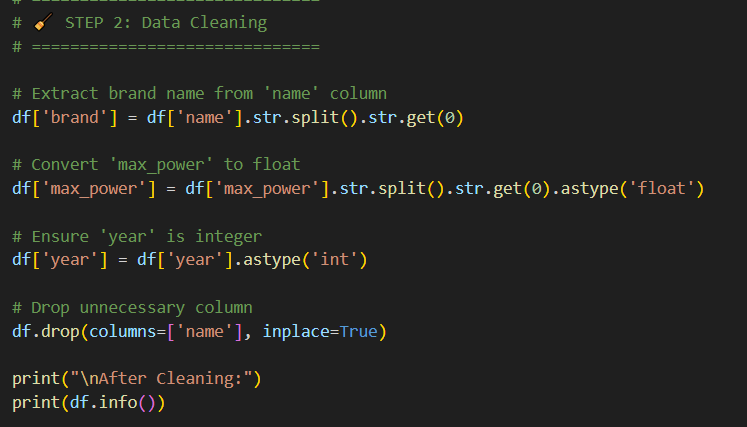 # ==============================
# 🧹 STEP 2: Data Cleaning
# ==============================
# Extract brand name from 'name' column
df['brand'] = df['name'].str.split().str.get(0)
# Convert 'max_power' to float
df['max_power'] = df['max_power'].str.split().str.get(0).astype('float')
# Ensure 'year' is integer
df['year'] = df['year'].astype('int')
# Drop unnecessary column
df.drop(columns=['name'], inplace=True)
print("\nAfter Cleaning:")
print(df.info())